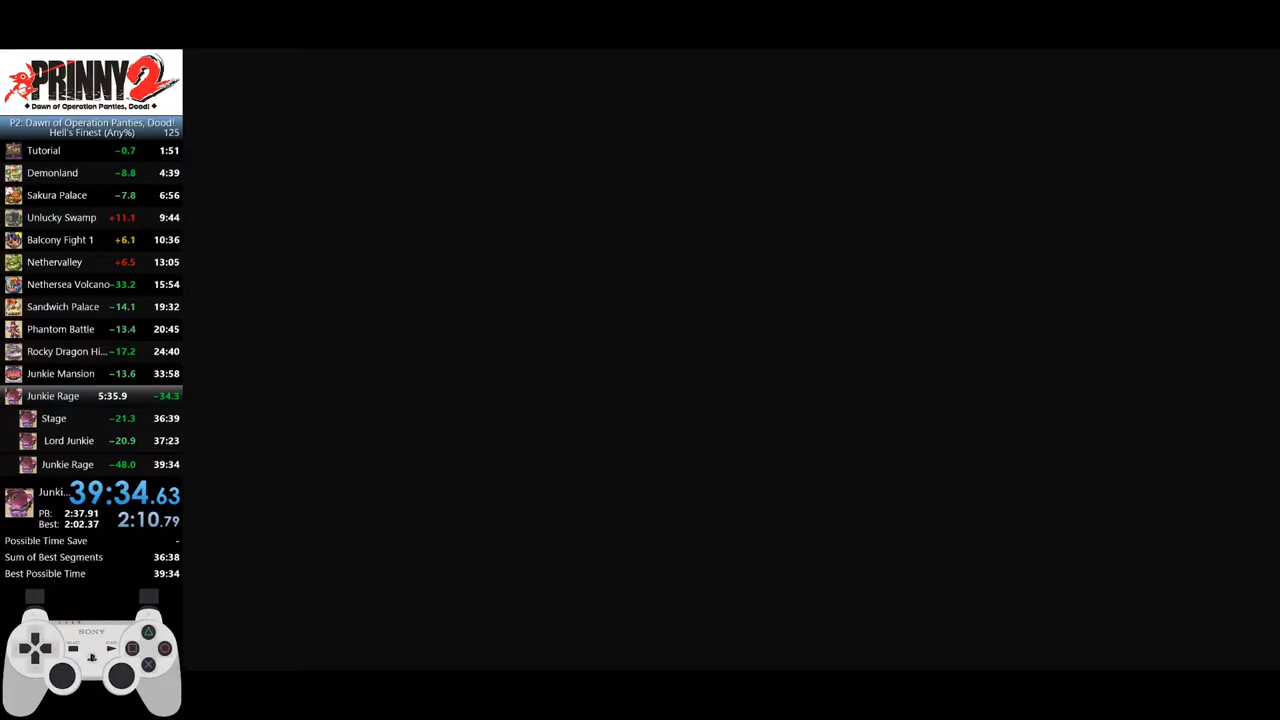 PRINNY 2
Dawn of Operation Panties, Dood!
P2: Dawn of Operation Panties, Dood!
Hell's Finest (Any%) 125
Tutorial -0.7 1:51
Demonland -8.8 4:39
Sakura Palace -7.8 6:56
Unlucky Swamp +11.1 9:44
Balcony Fight 1 +6.1 10:36
Nethervalley +6.5 13:05
Nethersea Volcano -33.2 15:54
Sandwich Palace -14.1 19:32
Phantom Battle -13.4 20:45
Rocky Dragon Hi... -17.2 24:40
Junkie Mansion -13.6 33:58
Junkie Rage 5:35.9 -34.3
Stage -21.3 36:39
Lord Junkie -20.9 37:23
Junkie Rage -48.0 39:34
Junki... 39:34.63
PB: 2:37.91
Best: 2:02.37 2:10.79
Possible Time Save -
Sum of Best Segments 36:38
Best Possible Time 39:34
SONY
SELECT START